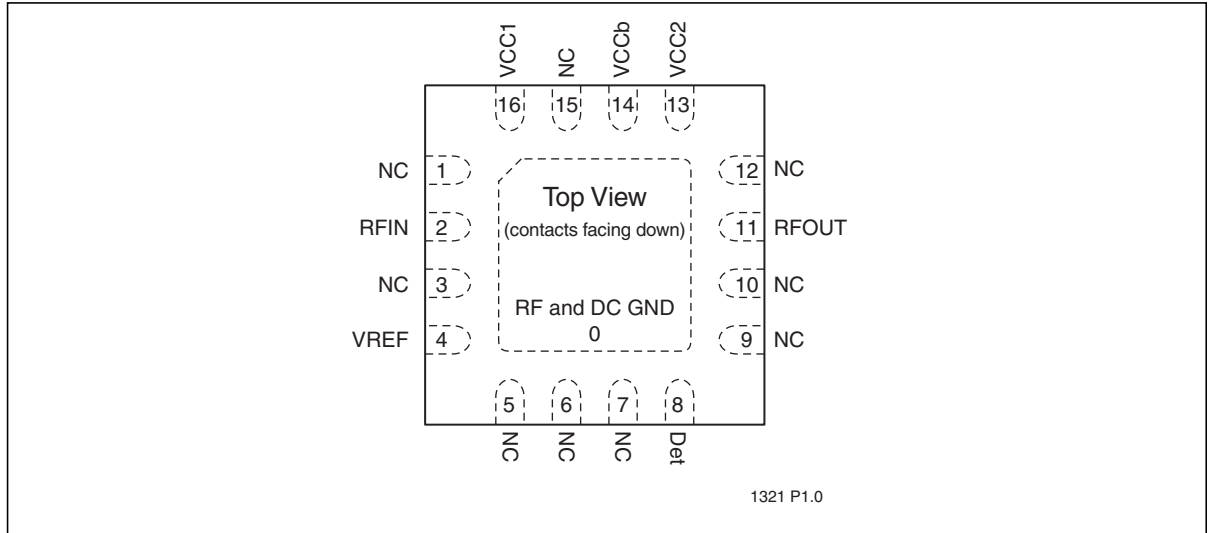 VCC1 NC VCCb VCC2
16 15 14 13
NC 1 12 NC
Top View
RFIN 2 (contacts facing down) 11 RFOUT
NC 3 10 NC
RF and DC GND
VREF 4 0 9 NC
5 6 7 8
NC NC NC Det
1321 P1.0